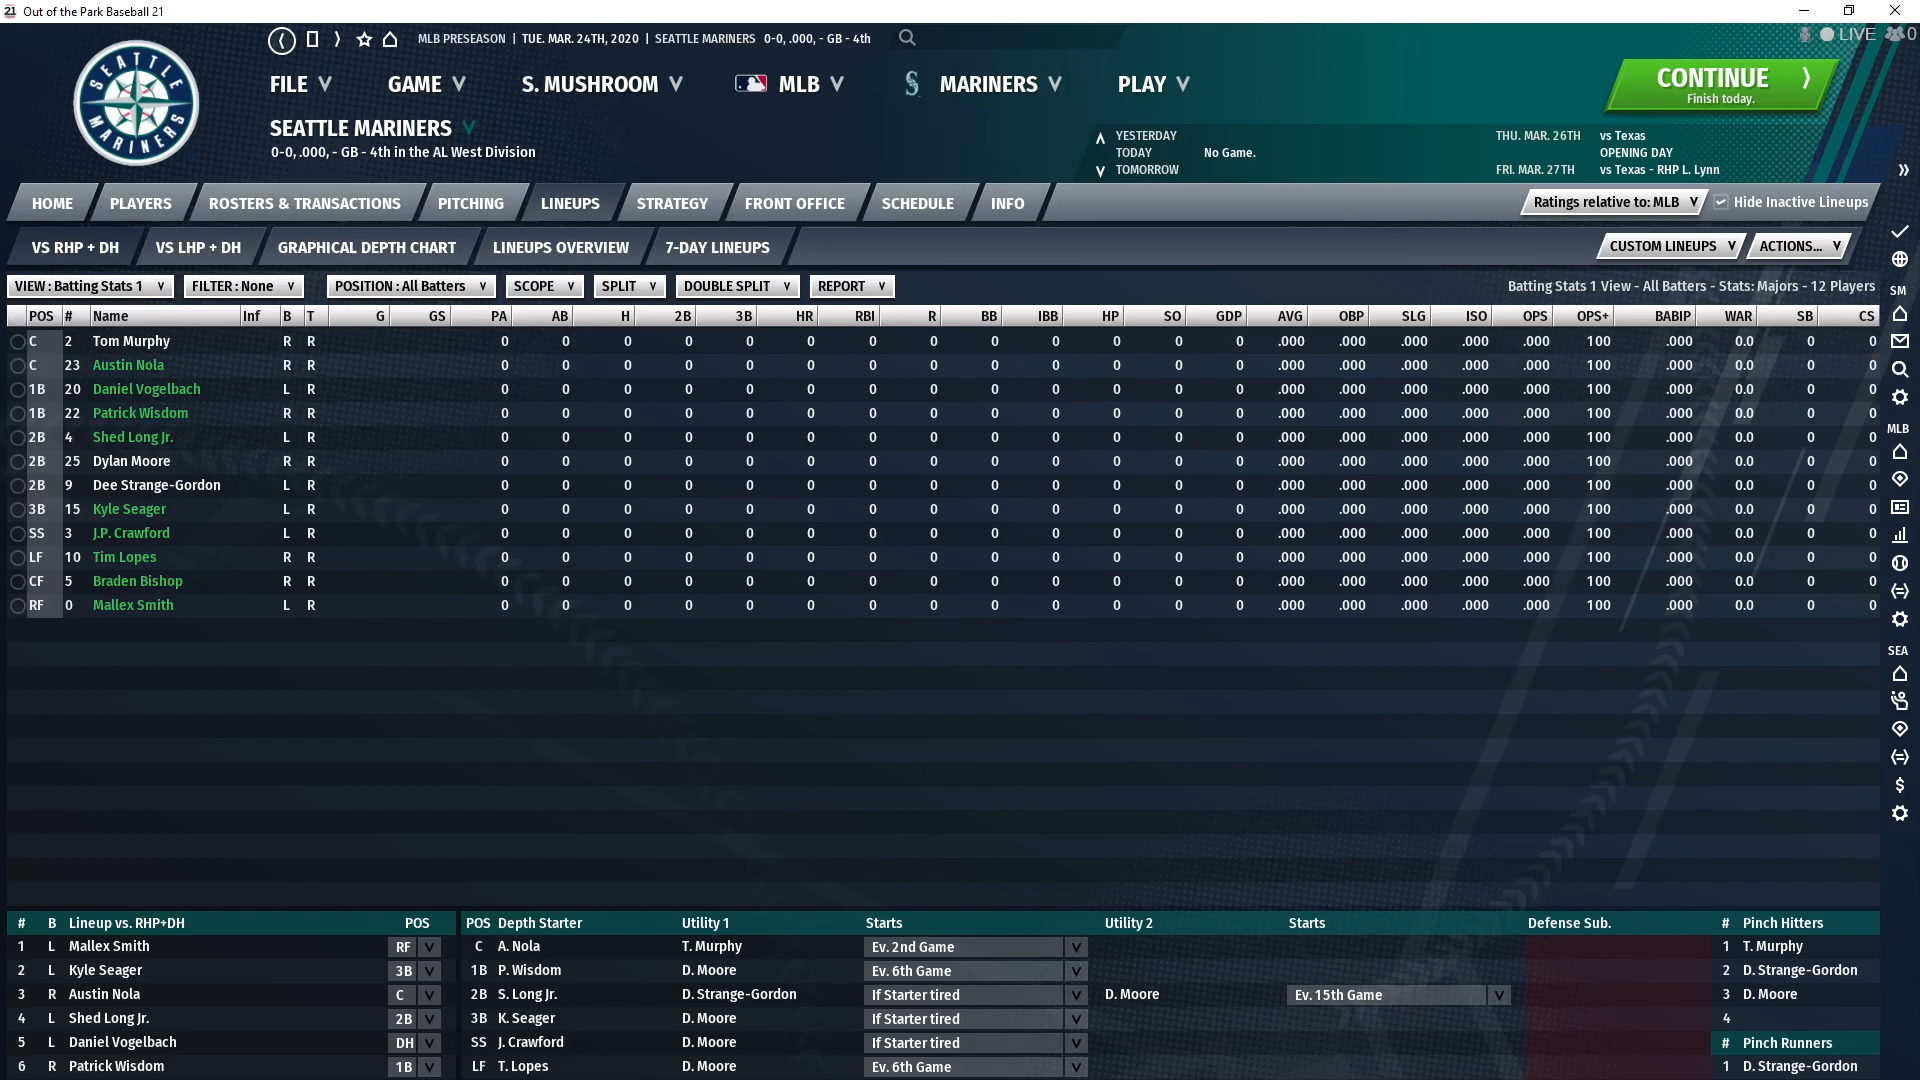 21 Out of the Park Baseball 21
MLB PRESEASON | TUE. MAR. 24TH, 2020 | SEATTLE MARINERS 0-0, .000, - GB - 4th
LIVE 0
SEATTLE MARINERS
FILE GAME S. MUSHROOM MLB MARINERS PLAY
CONTINUE
Finish today.
SEATTLE MARINERS
0-0, .000, - GB - 4th in the AL West Division
YESTERDAY THU. MAR. 26TH vs Texas
TODAY No Game. OPENING DAY
TOMORROW FRI. MAR. 27TH vs Texas - RHP L. Lynn
HOME PLAYERS ROSTERS & TRANSACTIONS PITCHING LINEUPS STRATEGY FRONT OFFICE SCHEDULE INFO Ratings relative to: MLB Hide Inactive Lineups
VS RHP + DH VS LHP + DH GRAPHICAL DEPTH CHART LINEUPS OVERVIEW 7-DAY LINEUPS CUSTOM LINEUPS ACTIONS...
VIEW : Batting Stats 1 FILTER : None POSITION : All Batters SCOPE SPLIT DOUBLE SPLIT REPORT Batting Stats 1 View - All Batters - Stats: Majors - 12 Players
POS # Name Inf B T G GS PA AB H 2B 3B HR RBI R BB IBB HP SO GDP AVG OBP SLG ISO OPS OPS+ BABIP WAR SB CS
C 2 Tom Murphy R R 0 0 0 0 0 0 0 0 0 0 0 0 0 .000 .000 .000 .000 .000 100 .000 0.0 0 0
C 23 Austin Nola R R 0 0 0 0 0 0 0 0 0 0 0 0 0 .000 .000 .000 .000 .000 100 .000 0.0 0 0
1B 20 Daniel Vogelbach L R 0 0 0 0 0 0 0 0 0 0 0 0 0 .000 .000 .000 .000 .000 100 .000 0.0 0 0
1B 22 Patrick Wisdom R R 0 0 0 0 0 0 0 0 0 0 0 0 0 .000 .000 .000 .000 .000 100 .000 0.0 0 0
2B 4 Shed Long Jr. L R 0 0 0 0 0 0 0 0 0 0 0 0 0 .000 .000 .000 .000 .000 100 .000 0.0 0 0
2B 25 Dylan Moore R R 0 0 0 0 0 0 0 0 0 0 0 0 0 .000 .000 .000 .000 .000 100 .000 0.0 0 0
2B 9 Dee Strange-Gordon L R 0 0 0 0 0 0 0 0 0 0 0 0 0 .000 .000 .000 .000 .000 100 .000 0.0 0 0
3B 15 Kyle Seager L R 0 0 0 0 0 0 0 0 0 0 0 0 0 .000 .000 .000 .000 .000 100 .000 0.0 0 0
SS 3 J.P. Crawford L R 0 0 0 0 0 0 0 0 0 0 0 0 0 .000 .000 .000 .000 .000 100 .000 0.0 0 0
LF 10 Tim Lopes R R 0 0 0 0 0 0 0 0 0 0 0 0 0 .000 .000 .000 .000 .000 100 .000 0.0 0 0
CF 5 Braden Bishop R R 0 0 0 0 0 0 0 0 0 0 0 0 0 .000 .000 .000 .000 .000 100 .000 0.0 0 0
RF 0 Mallex Smith L R 0 0 0 0 0 0 0 0 0 0 0 0 0 .000 .000 .000 .000 .000 100 .000 0.0 0 0
SM
MLB
SEA
# B Lineup vs. RHP+DH POS POS Depth Starter Utility 1 Starts Utility 2 Starts Defense Sub. # Pinch Hitters
1 L Mallex Smith RF C A. Nola T. Murphy Ev. 2nd Game 1 T. Murphy
2 L Kyle Seager 3B 1B P. Wisdom D. Moore Ev. 6th Game 2 D. Strange-Gordon
3 R Austin Nola C 2B S. Long Jr. D. Strange-Gordon If Starter tired D. Moore Ev. 15th Game 3 D. Moore
4 L Shed Long Jr. 2B 3B K. Seager D. Moore If Starter tired 4
5 L Daniel Vogelbach DH SS J. Crawford D. Moore If Starter tired # Pinch Runners
6 R Patrick Wisdom 1B LF T. Lopes D. Moore Ev. 6th Game 1 D. Strange-Gordon